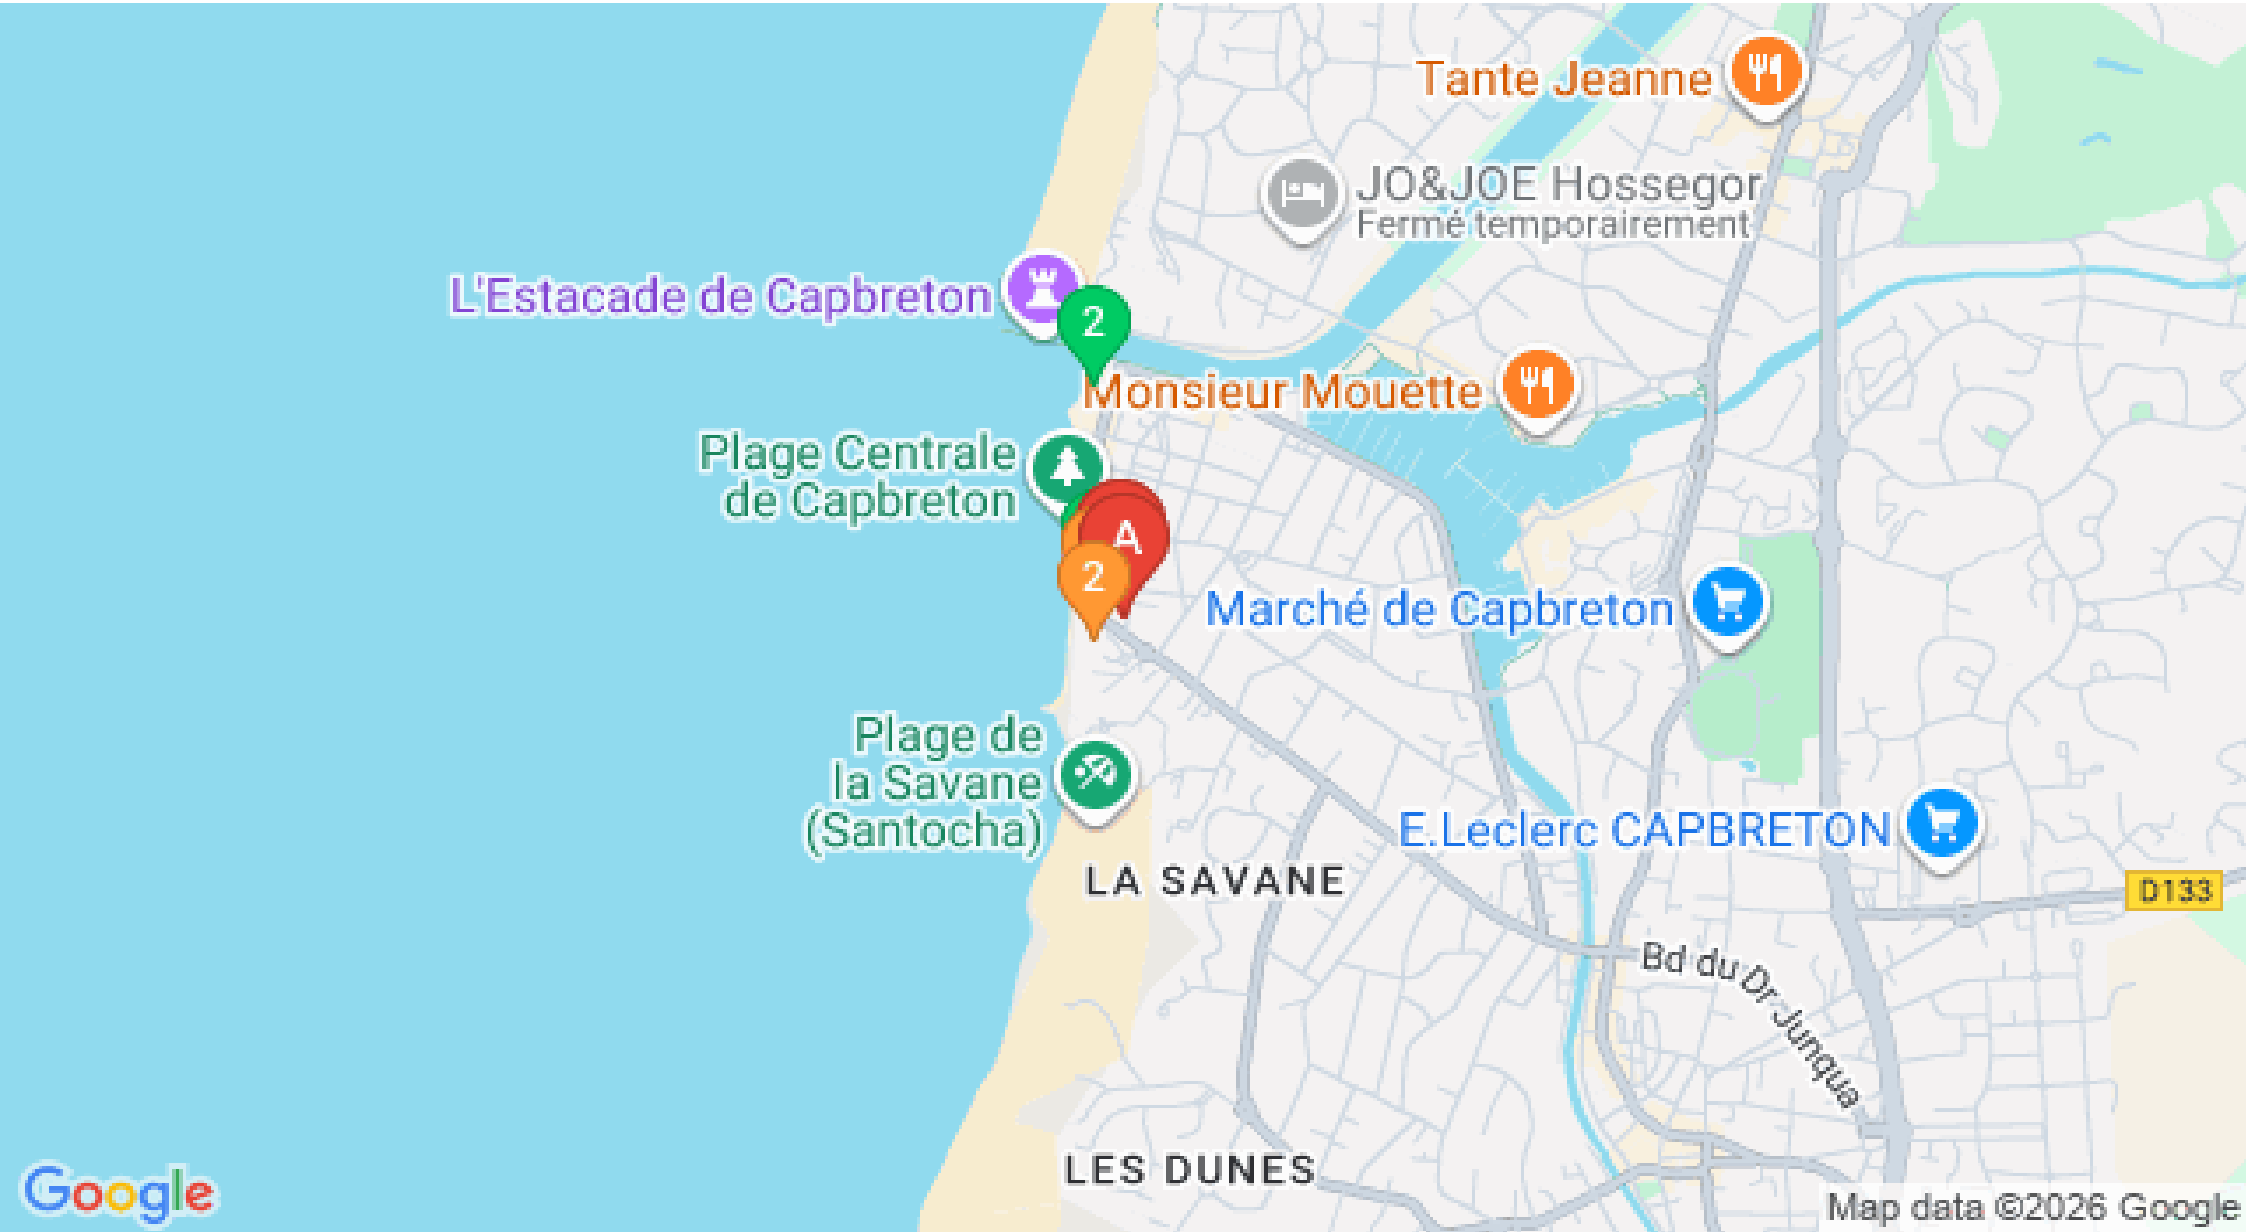 Tante Jeanne
JO&JOE Hossegor
Fermé temporairement
L'Estacade de Capbreton
2
Monsieur Mouette
Plage Centrale
de Capbreton
A
2
Marché de Capbreton
Plage de
la Savane
(Santocha)
E.Leclerc CAPBRETON
LA SAVANE
D133
Bd du Dr Junqua
LES DUNES
Google
Map data ©2026 Google